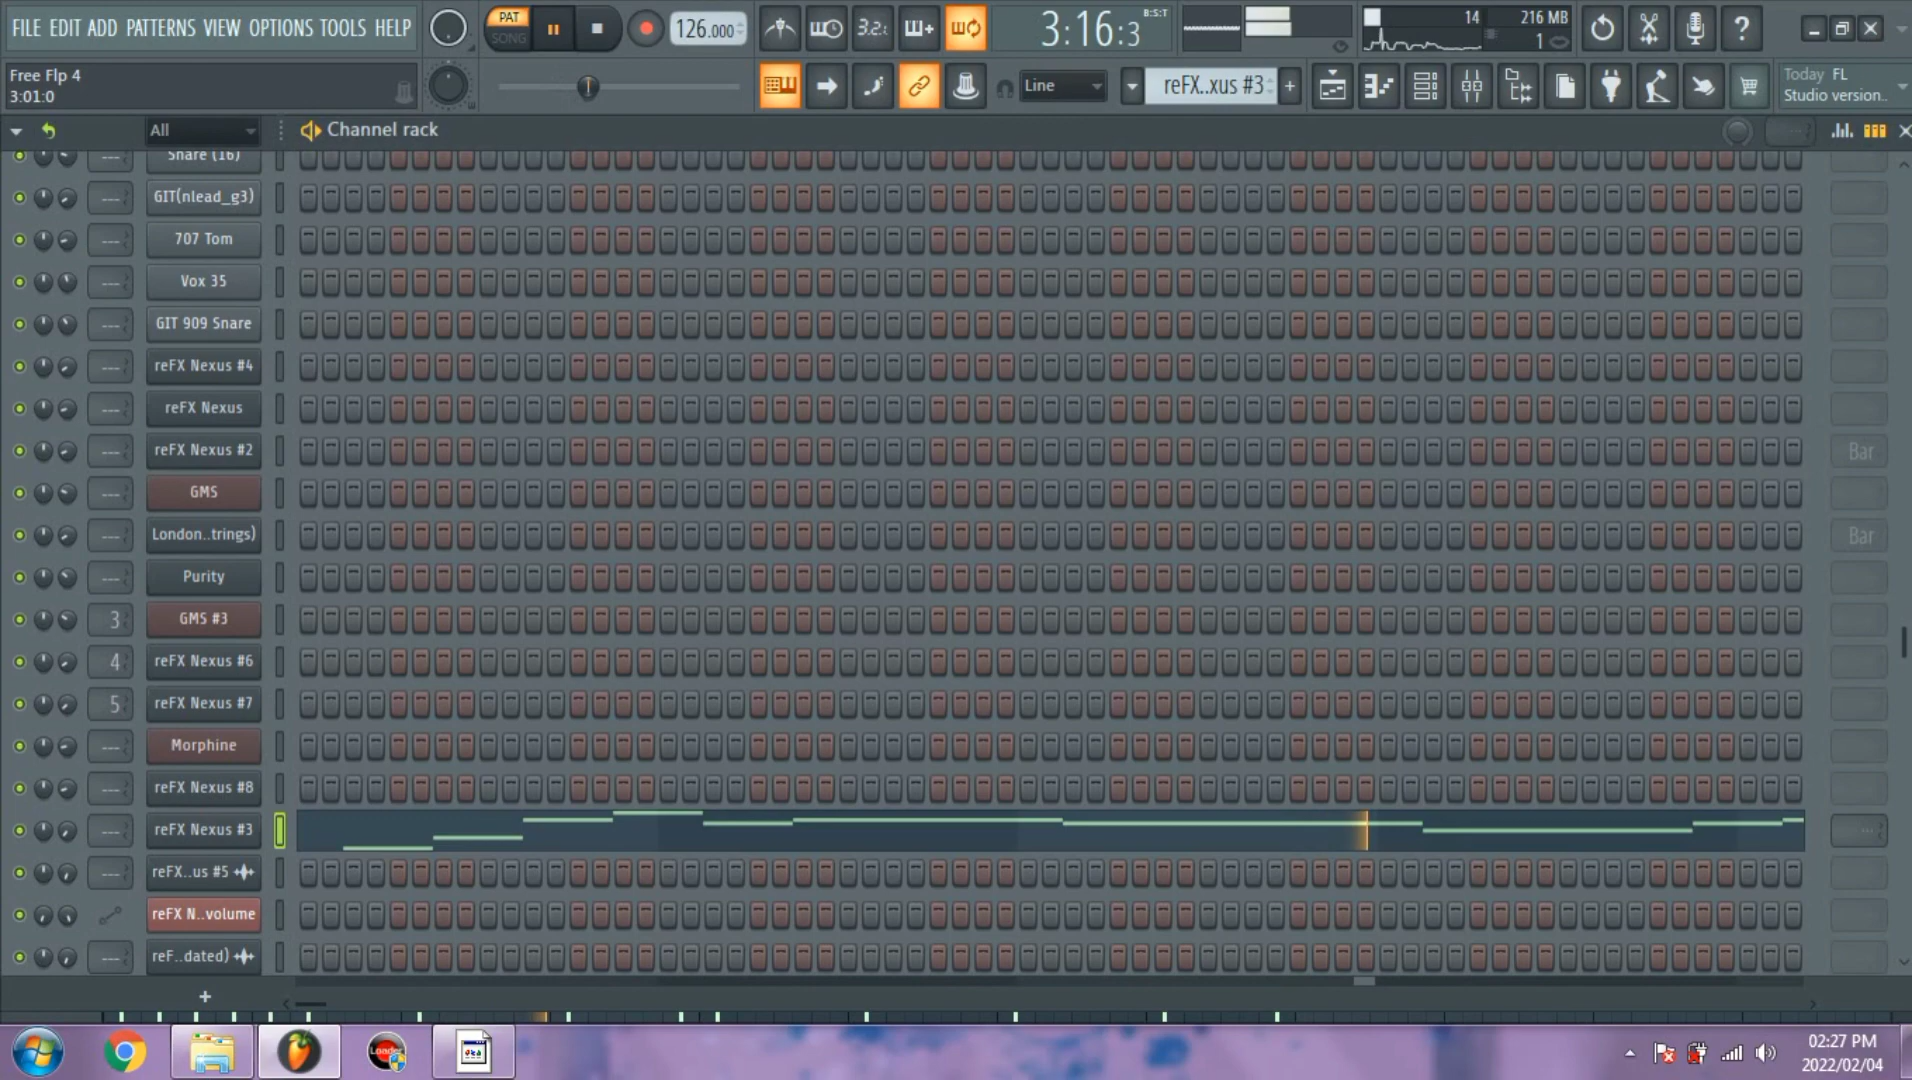 FILE EDIT ADD PATTERNS VIEW OPTIONS TOOLS HELP
PAT
SONG
126.000
3.2.
3:16:3
B:S:T
14
216 MB
1
?
Free Flp 4
3:01:0
Line
reFX..xus #3
+
Today FL
Studio version..
All
Channel rack
Snare (16)
GIT(nlead_g3)
707 Tom
Vox 35
GIT 909 Snare
reFX Nexus #4
reFX Nexus
reFX Nexus #2
Bar
GMS
London..trings)
Bar
Purity
3 GMS #3
4 reFX Nexus #6
5 reFX Nexus #7
Morphine
reFX Nexus #8
reFX Nexus #3
reFX..us #5
reFX N..volume
reF..dated)
+
Loader
02:27 PM
2022/02/04